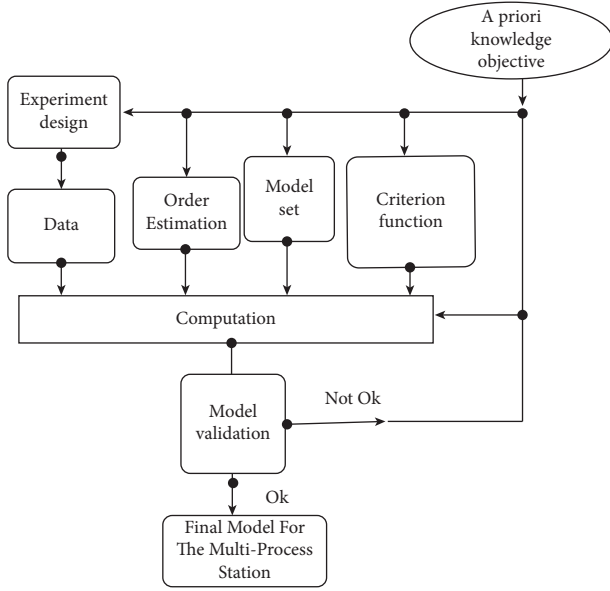 A priori
knowledge
objective
Experiment
design
Data
Order
Estimation
Model
set
Criterion
function
Computation
Model
validation
Not Ok
Ok
Final Model For
The Multi-Process
Station